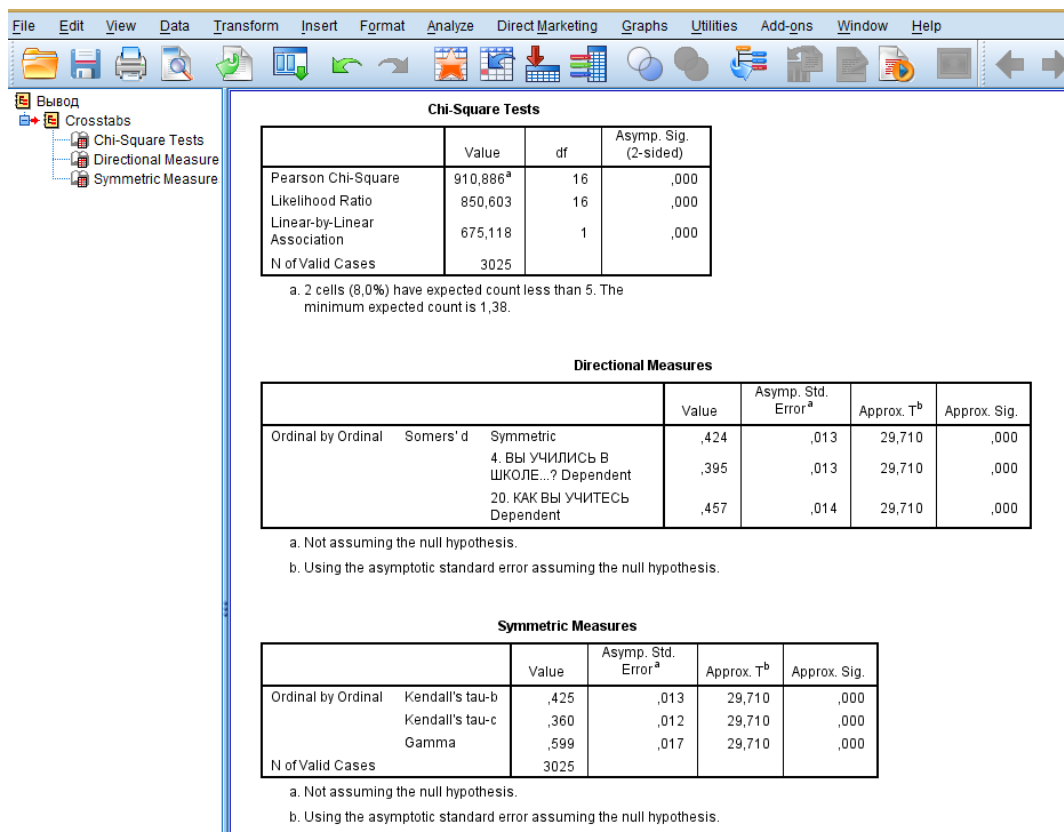 File Edit View Data Transform Insert Format Analyze Direct Marketing Graphs Utilities Add-ons Window Help
Вывод
Crosstabs
Chi-Square Tests
Directional Measure
Symmetric Measure
Chi-Square Tests
Value df Asymp. Sig. (2-sided)
Pearson Chi-Square 910,886a 16 ,000
Likelihood Ratio 850,603 16 ,000
Linear-by-Linear Association 675,118 1 ,000
N of Valid Cases 3025
a. 2 cells (8,0%) have expected count less than 5. The
minimum expected count is 1,38.
Directional Measures
Value Asymp. Std. Errora Approx. Tb Approx. Sig.
Ordinal by Ordinal Somers' d Symmetric ,424 ,013 29,710 ,000
4. ВЫ УЧИЛИСЬ В ШКОЛЕ...? Dependent ,395 ,013 29,710 ,000
20. КАК ВЫ УЧИТЕСЬ Dependent ,457 ,014 29,710 ,000
a. Not assuming the null hypothesis.
b. Using the asymptotic standard error assuming the null hypothesis.
Symmetric Measures
Value Asymp. Std. Errora Approx. Tb Approx. Sig.
Ordinal by Ordinal Kendall's tau-b ,425 ,013 29,710 ,000
Kendall's tau-c ,360 ,012 29,710 ,000
Gamma ,599 ,017 29,710 ,000
N of Valid Cases 3025
a. Not assuming the null hypothesis.
b. Using the asymptotic standard error assuming the null hypothesis.